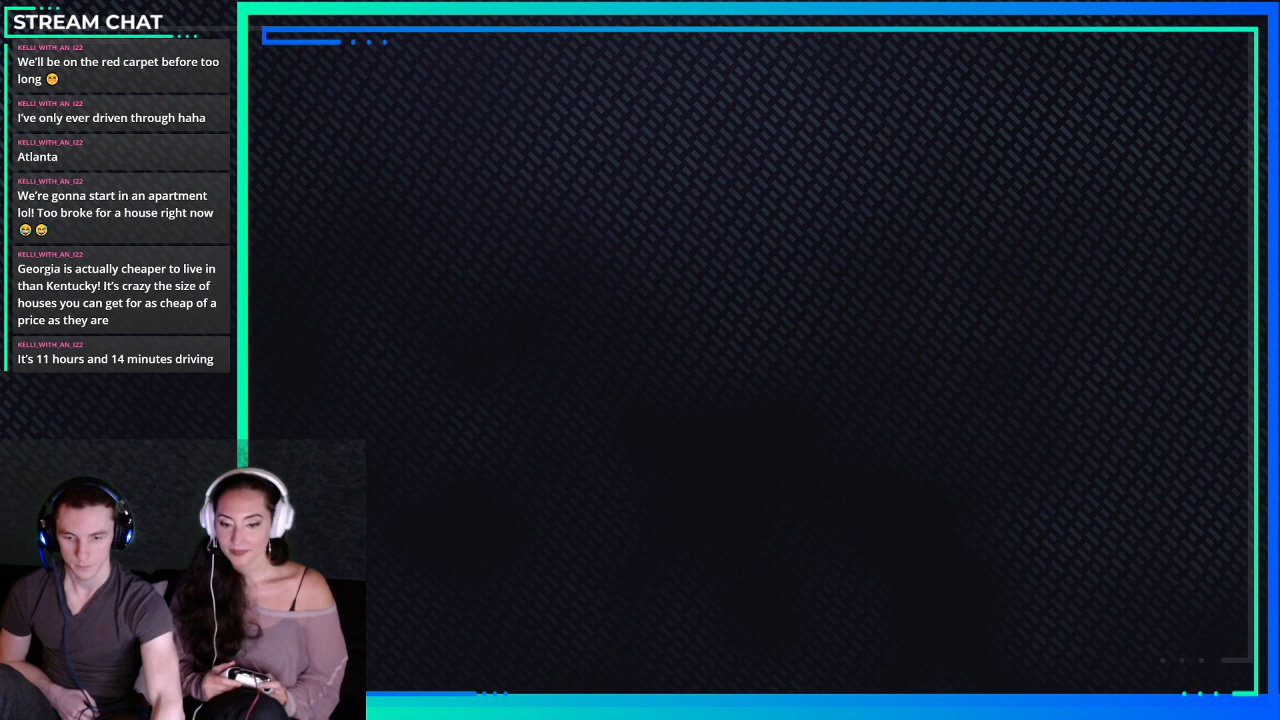 STREAM CHAT
KELLI_WITH_AN_I22
We'll be on the red carpet before too
long 😊
KELLI_WITH_AN_I22
I've only ever driven through haha
KELLI_WITH_AN_I22
Atlanta
KELLI_WITH_AN_I22
We're gonna start in an apartment
lol! Too broke for a house right now
😂 😅
KELLI_WITH_AN_I22
Georgia is actually cheaper to live in
than Kentucky! It's crazy the size of
houses you can get for as cheap of a
price as they are
KELLI_WITH_AN_I22
It's 11 hours and 14 minutes driving